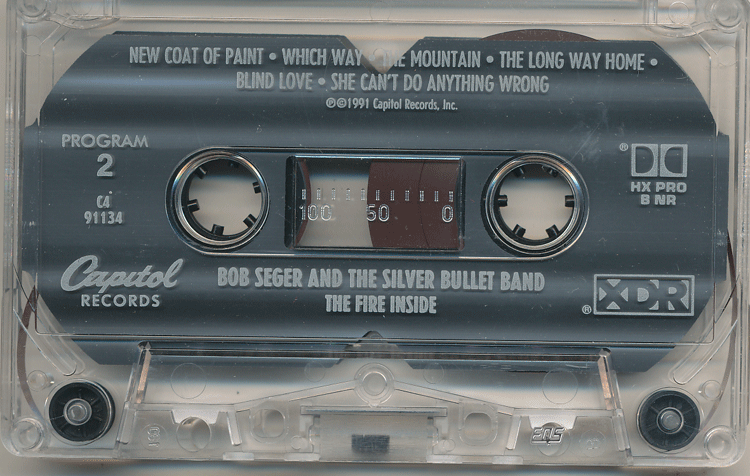 NEW COAT OF PAINT • WHICH WAY THE MOUNTAIN • THE LONG WAY HOME •
BLIND LOVE • SHE CAN'T DO ANYTHING WRONG
℗©1991 Capitol Records, Inc.
PROGRAM
2
C4
91134
®
HX PRO
B NR
100 50 0
Capitol
RECORDS
BOB SEGER AND THE SILVER BULLET BAND
THE FIRE INSIDE
® XDR